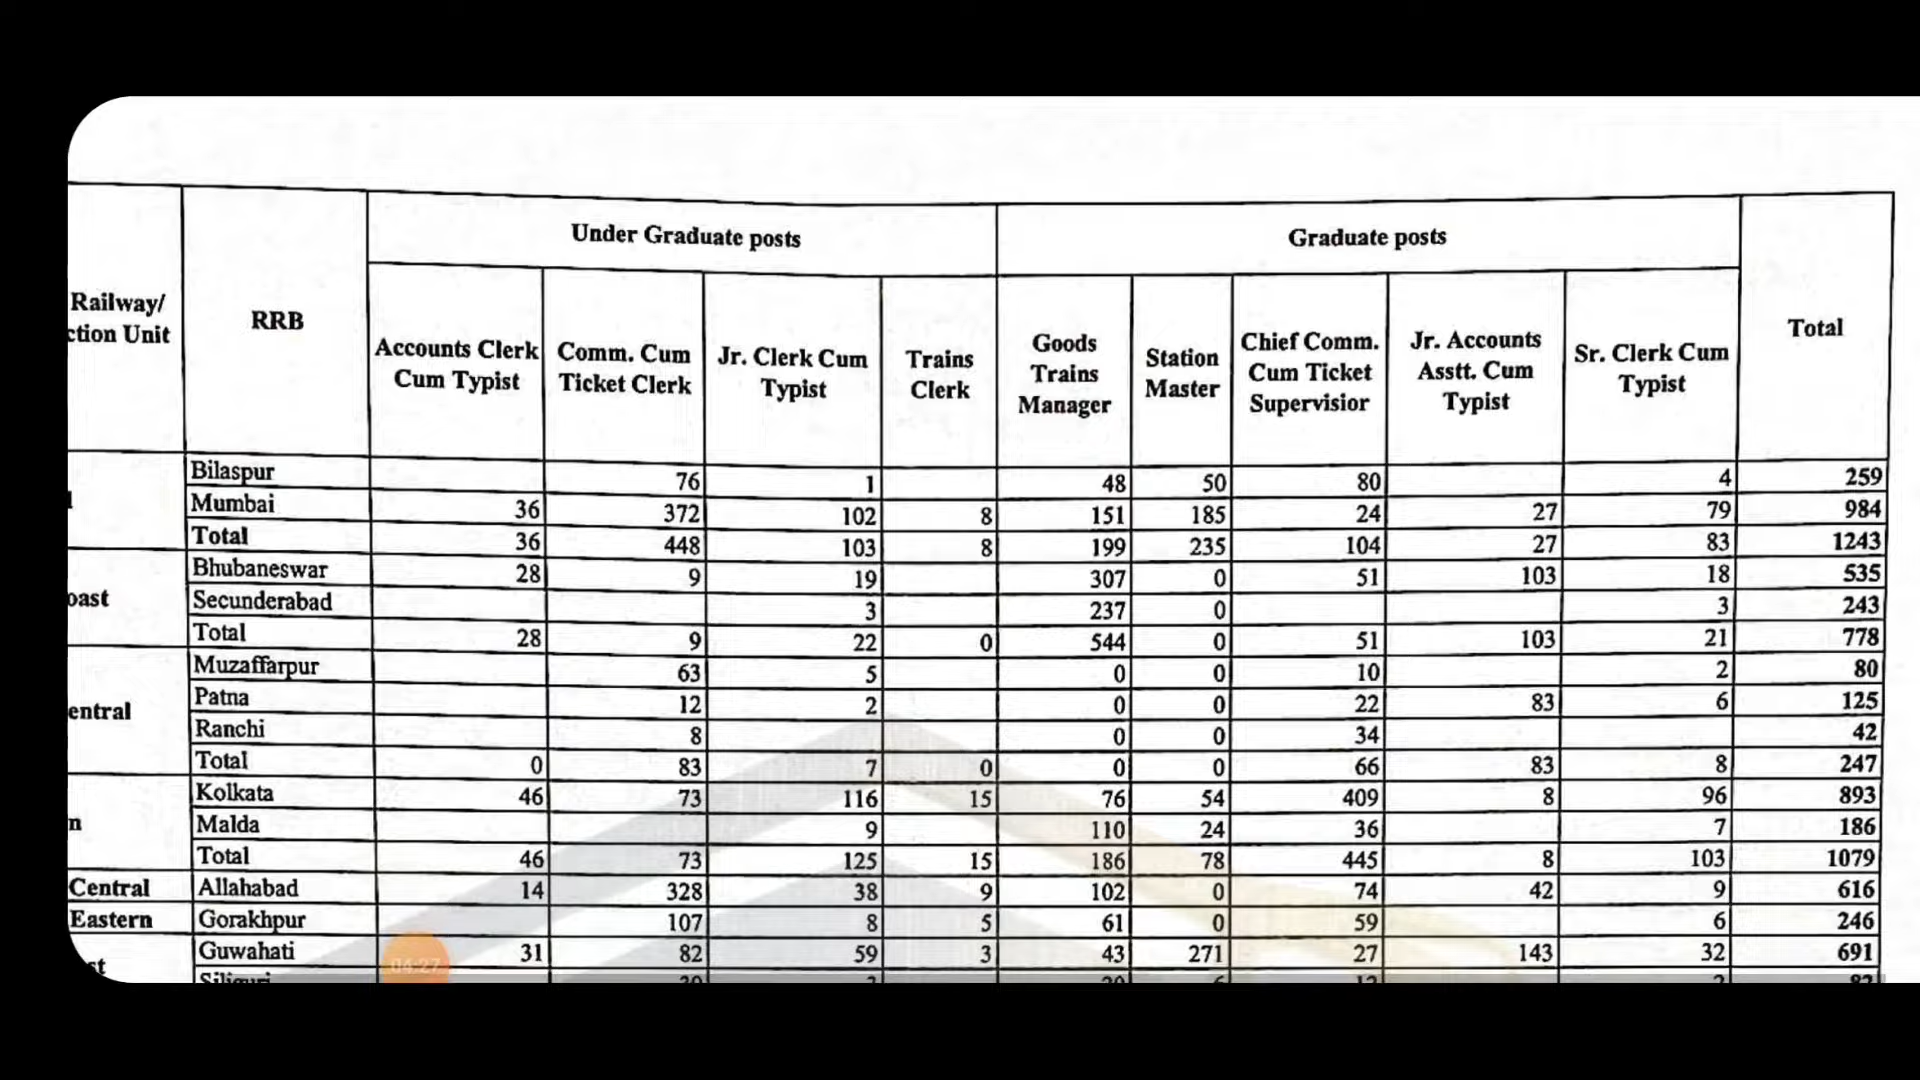 Under Graduate posts Graduate posts
Railway/
ction Unit
RRB
Accounts Clerk
Cum Typist
Comm. Cum
Ticket Clerk
Jr. Clerk Cum
Typist
Trains
Clerk
Goods
Trains
Manager
Station
Master
Chief Comm.
Cum Ticket
Supervisior
Jr. Accounts
Asstt. Cum
Typist
Sr. Clerk Cum
Typist
Total
Bilaspur 76 1 48 50 80 4 259
Mumbai 36 372 102 8 151 185 24 27 79 984
Total 36 448 103 8 199 235 104 27 83 1243
Bhubaneswar 28 9 19 307 0 51 103 18 535
oast Secunderabad 3 237 0 3 243
Total 28 9 22 0 544 0 51 103 21 778
Muzaffarpur 63 5 0 0 10 2 80
entral Patna 12 2 0 0 22 83 6 125
Ranchi 8 0 0 34 42
Total 0 83 7 0 0 0 66 83 8 247
Kolkata 46 73 116 15 76 54 409 8 96 893
n Malda 9 110 24 36 7 186
Total 46 73 125 15 186 78 445 8 103 1079
Central Allahabad 14 328 38 9 102 0 74 42 9 616
Eastern Gorakhpur 107 8 5 61 0 59 6 246
st Guwahati 31 82 59 3 43 271 27 143 32 691
04:27